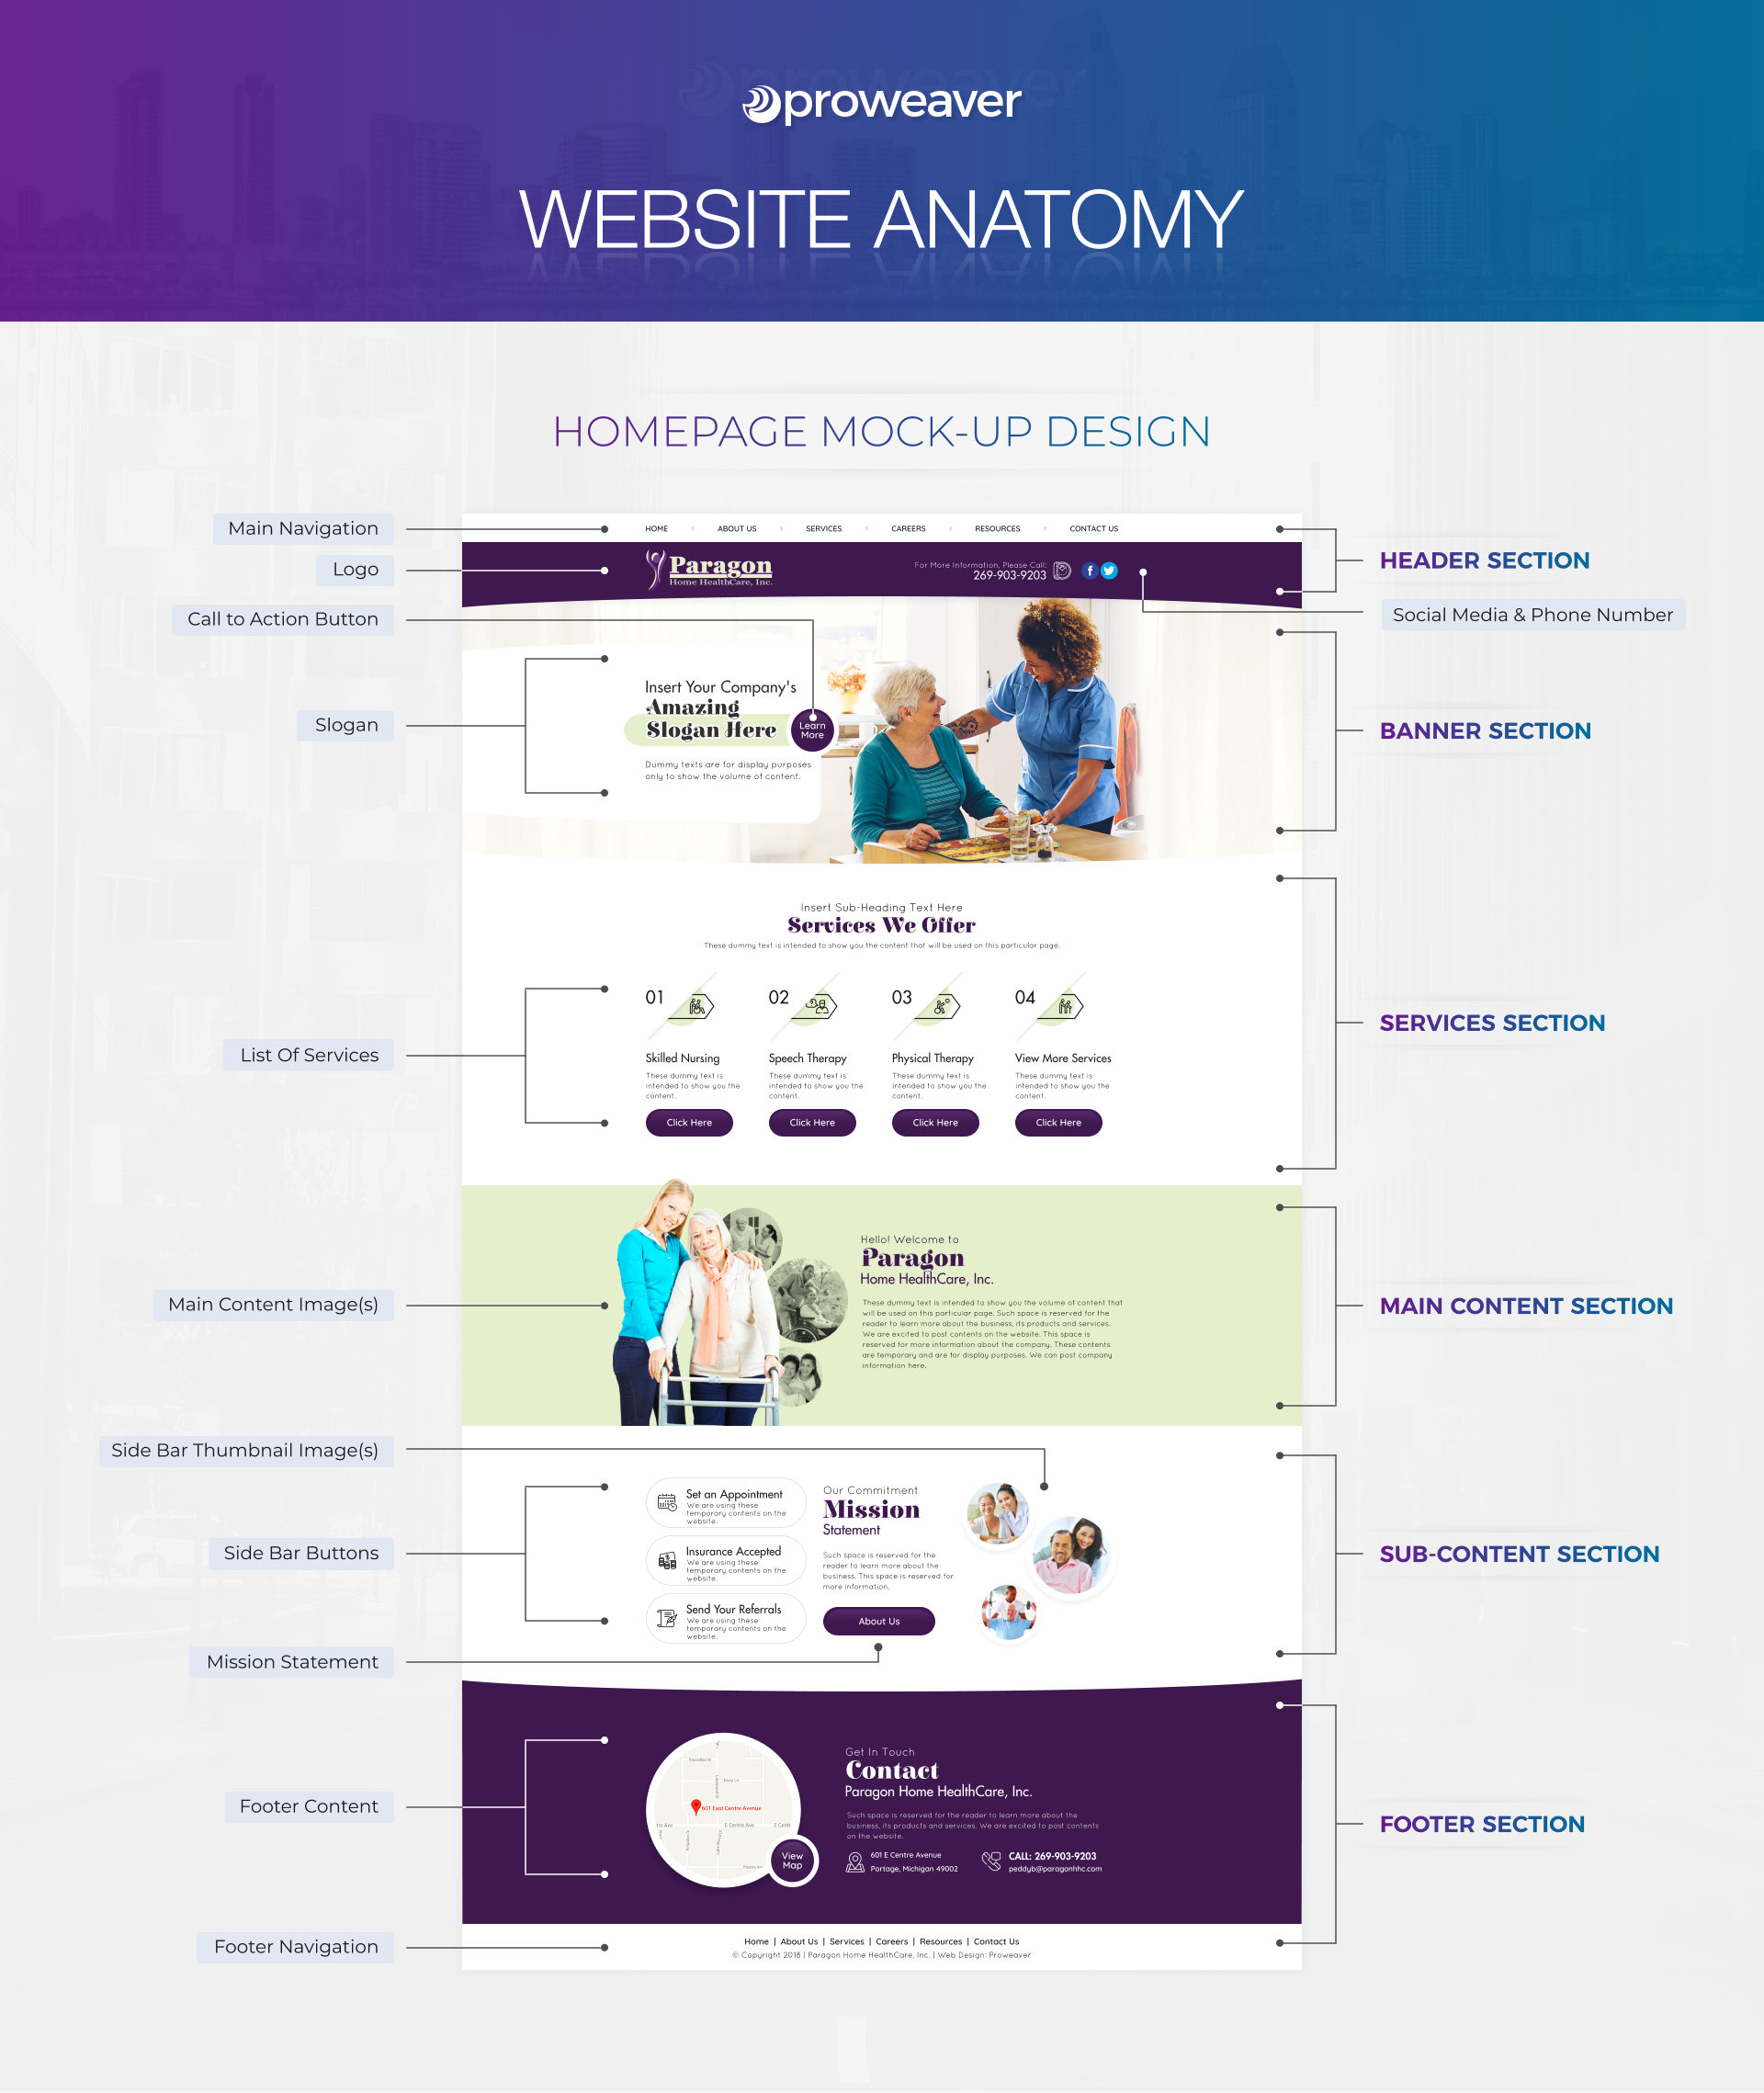 proweaver
WEBSITE ANATOMY
HOMEPAGE MOCK-UP DESIGN
Main Navigation
HOME
ABOUT US
SERVICES
CAREERS
RESOURCES
CONTACT US
Logo
Paragon
Home HealthCare, Inc.
For More Information, Please Call:
269-903-9203
HEADER SECTION
Social Media & Phone Number
Call to Action Button
Slogan
Insert Your Company's
Amazing
Slogan Here
Learn
More
Dummy texts are for display purposes
only to show the volume of content.
BANNER SECTION
Insert Sub-Heading Text Here
Services We Offer
These dummy text is intended to show you the content that will be used on this particular page.
SERVICES SECTION
List Of Services
01
Skilled Nursing
These dummy text is
intended to show you the
content.
Click Here
02
Speech Therapy
These dummy text is
intended to show you the
content.
Click Here
03
Physical Therapy
These dummy text is
intended to show you the
content.
Click Here
04
View More Services
These dummy text is
intended to show you the
content.
Click Here
Main Content Image(s)
Hello! Welcome to
Paragon
Home HealthCare, Inc.
These dummy text is intended to show you the volume of content that
will be used on this particular page. Such space is reserved for the
reader to learn more about the business, its products and services.
We are excited to post contents on the website. This space is
reserved for more information about the company. These contents
are temporary and are for display purposes. We can post company
information here.
MAIN CONTENT SECTION
Side Bar Thumbnail Image(s)
Side Bar Buttons
Set an Appointment
We are using these
temporary contents on the
website.
Insurance Accepted
We are using these
temporary contents on the
website.
Send Your Referrals
We are using these
temporary contents on the
website.
Our Commitment
Mission
Statement
Such space is reserved for the
reader to learn more about the
business. This space is reserved for
more information.
About Us
SUB-CONTENT SECTION
Mission Statement
Footer Content
601 East Centre Avenue
E Centre Ave
View
Map
Get In Touch
Contact
Paragon Home HealthCare, Inc.
Such space is reserved for the reader to learn more about the
business, its products and services. We are excited to post contents
on the website.
601 E Centre Avenue
Portage, Michigan 49002
CALL: 269-903-9203
peddyb@paragonhhc.com
FOOTER SECTION
Footer Navigation
Home | About Us | Services | Careers | Resources | Contact Us
© Copyright 2018 | Paragon Home HealthCare, Inc. | Web Design: Proweaver